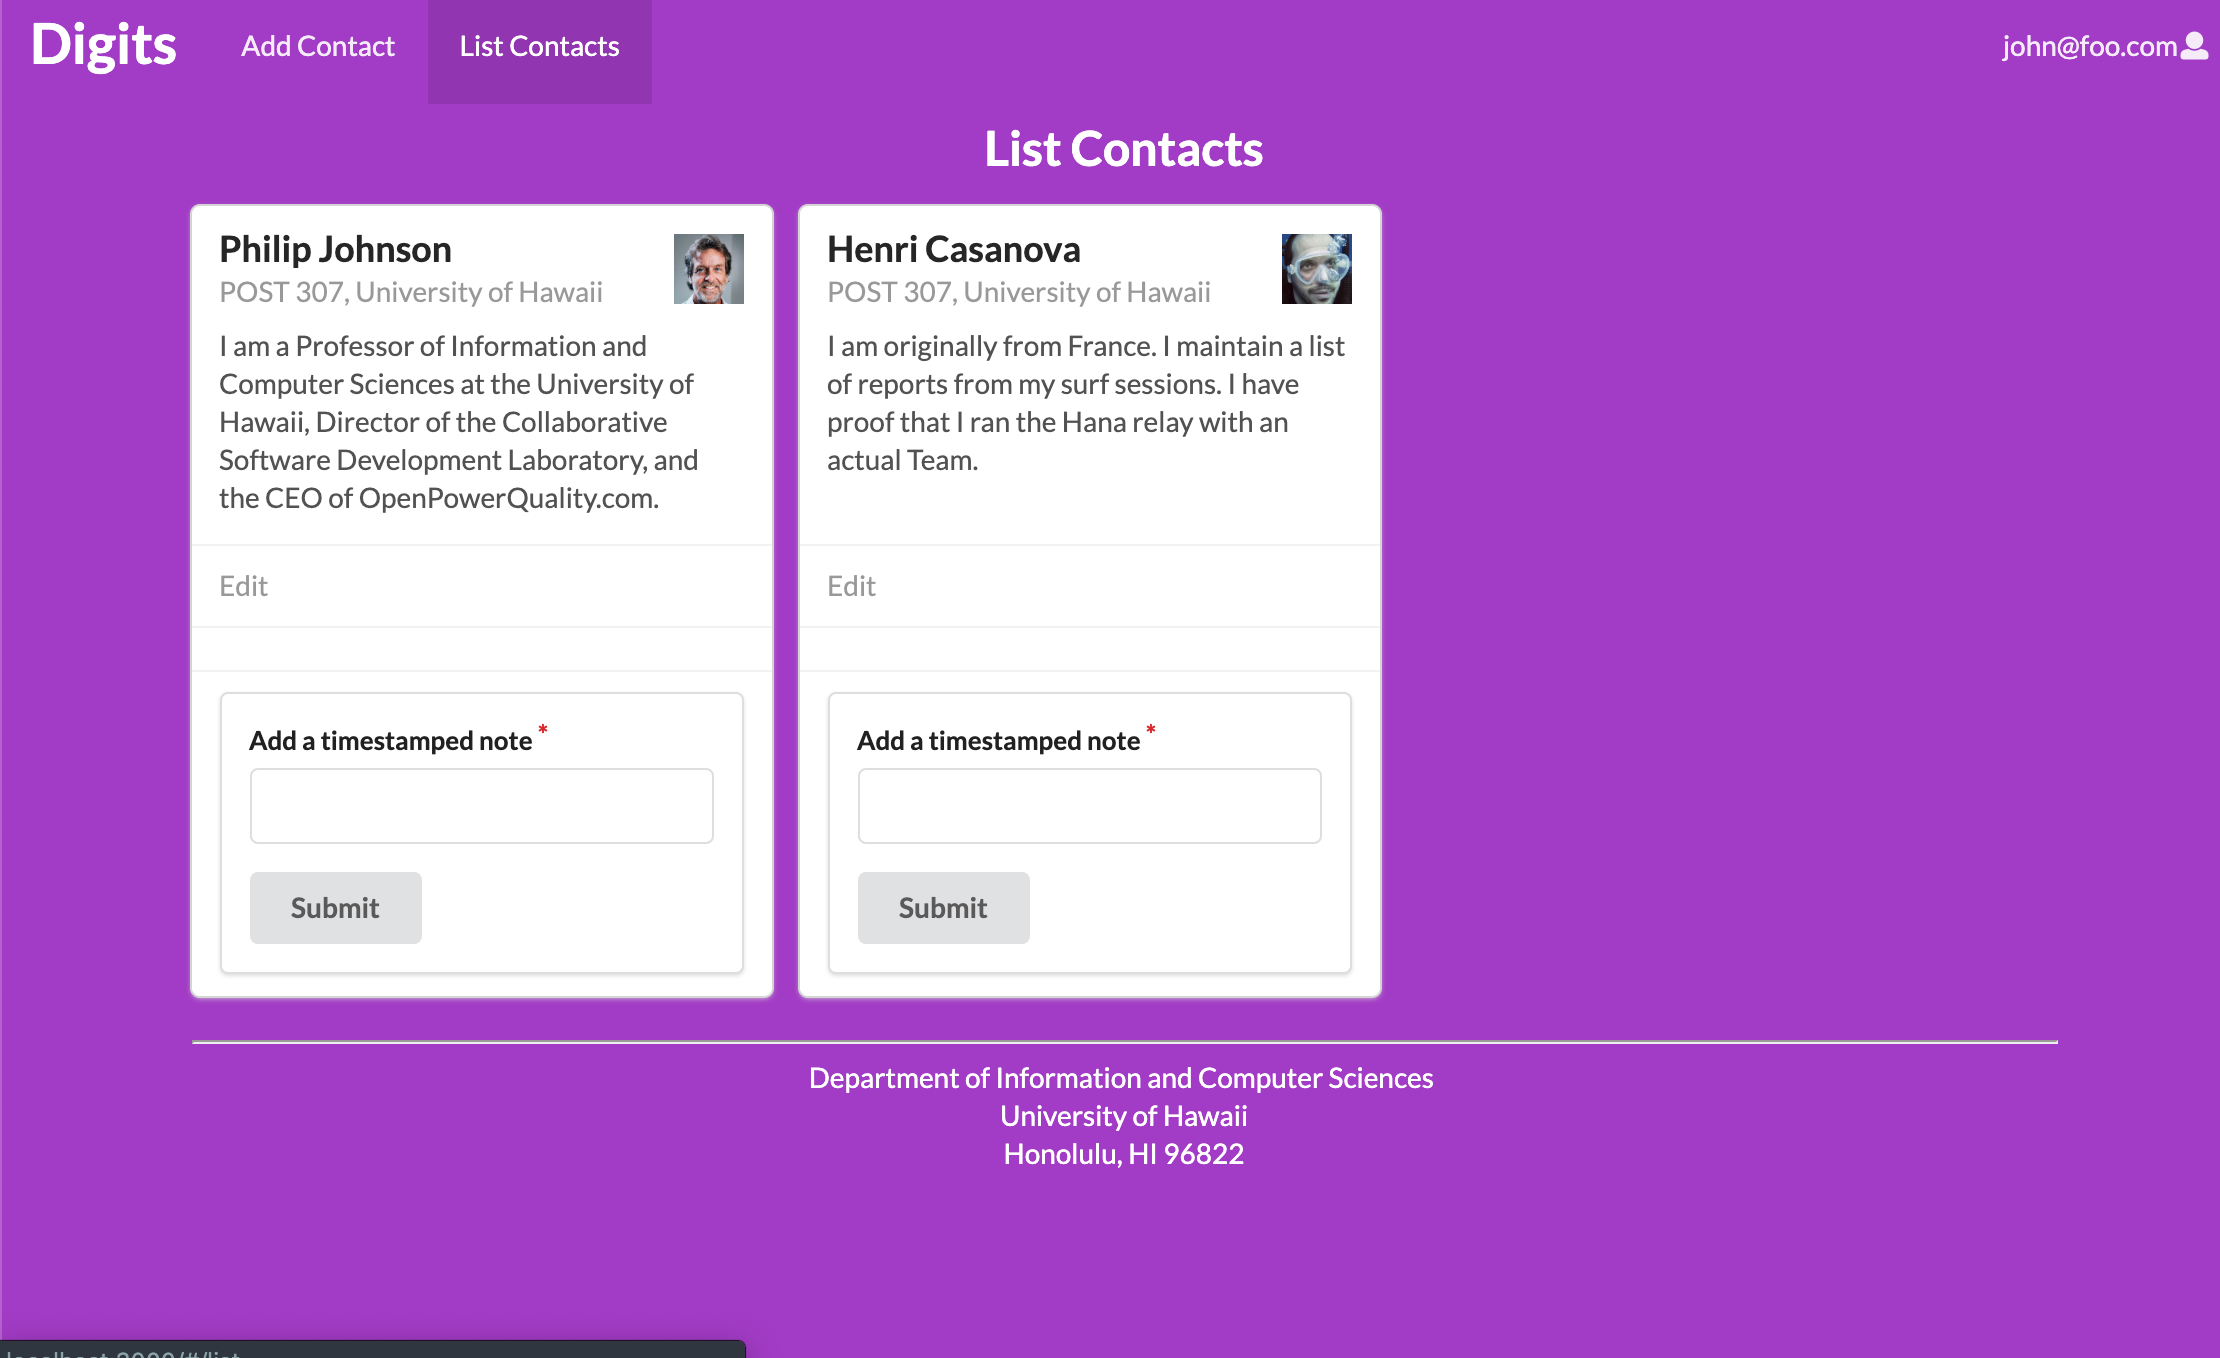 Digits
Add Contact
List Contacts
john@foo.com
List Contacts
Philip Johnson
POST 307, University of Hawaii
I am a Professor of Information and
Computer Sciences at the University of
Hawaii, Director of the Collaborative
Software Development Laboratory, and
the CEO of OpenPowerQuality.com.
Edit
Add a timestamped note *
Submit
Henri Casanova
POST 307, University of Hawaii
I am originally from France. I maintain a list
of reports from my surf sessions. I have
proof that I ran the Hana relay with an
actual Team.
Edit
Add a timestamped note *
Submit
Department of Information and Computer Sciences
University of Hawaii
Honolulu, HI 96822